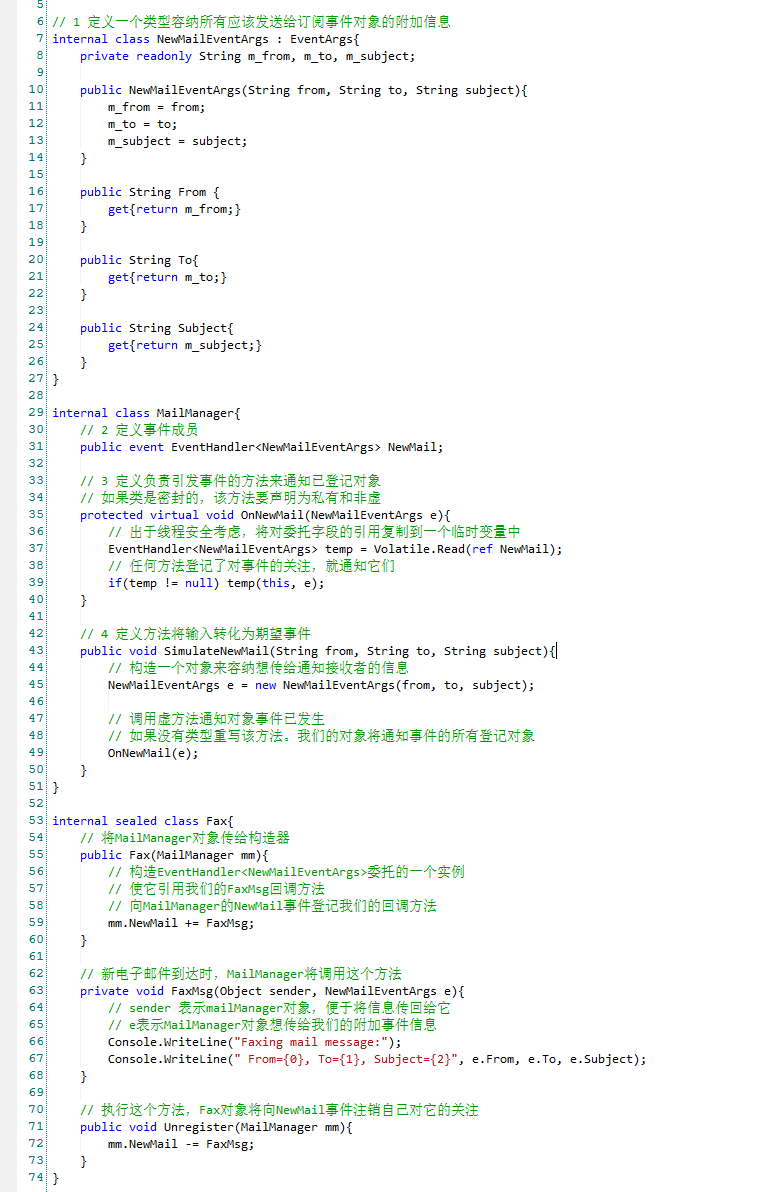 5
6 // 1 定义一个类型容纳所有应该发送给订阅事件对象的附加信息
7 internal class NewMailEventArgs : EventArgs{
8     private readonly String m_from, m_to, m_subject;
9
10     public NewMailEventArgs(String from, String to, String subject){
11         m_from = from;
12         m_to = to;
13         m_subject = subject;
14     }
15
16     public String From {
17         get{return m_from;}
18     }
19
20     public String To{
21         get{return m_to;}
22     }
23
24     public String Subject{
25         get{return m_subject;}
26     }
27 }
28
29 internal class MailManager{
30     // 2 定义事件成员
31     public event EventHandler<NewMailEventArgs> NewMail;
32
33     // 3 定义负责引发事件的方法来通知已登记对象
34     // 如果类是密封的，该方法要声明为私有和非虚
35     protected virtual void OnNewMail(NewMailEventArgs e){
36         // 出于线程安全考虑，将对委托字段的引用复制到一个临时变量中
37         EventHandler<NewMailEventArgs> temp = Volatile.Read(ref NewMail);
38         // 任何方法登记了对事件的关注，就通知它们
39         if(temp != null) temp(this, e);
40     }
41
42     // 4 定义方法将输入转化为期望事件
43     public void SimulateNewMail(String from, String to, String subject){
44         // 构造一个对象来容纳想传给通知接收者的信息
45         NewMailEventArgs e = new NewMailEventArgs(from, to, subject);
46
47         // 调用虚方法通知对象事件已发生
48         // 如果没有类型重写该方法。我们的对象将通知事件的所有登记对象
49         OnNewMail(e);
50     }
51 }
52
53 internal sealed class Fax{
54     // 将MailManager对象传给构造器
55     public Fax(MailManager mm){
56         // 构造EventHandler<NewMailEventArgs>委托的一个实例
57         // 使它引用我们的FaxMsg回调方法
58         // 向MailManager的NewMail事件登记我们的回调方法
59         mm.NewMail += FaxMsg;
60     }
61
62     // 新电子邮件到达时，MailManager将调用这个方法
63     private void FaxMsg(Object sender, NewMailEventArgs e){
64         // sender 表示mailManager对象，便于将信息传回给它
65         // e表示MailManager对象想传给我们的附加事件信息
66         Console.WriteLine("Faxing mail message:");
67         Console.WriteLine(" From={0}, To={1}, Subject={2}", e.From, e.To, e.Subject);
68     }
69
70     // 执行这个方法，Fax对象将向NewMail事件注销自己对它的关注
71     public void Unregister(MailManager mm){
72         mm.NewMail -= FaxMsg;
73     }
74 }